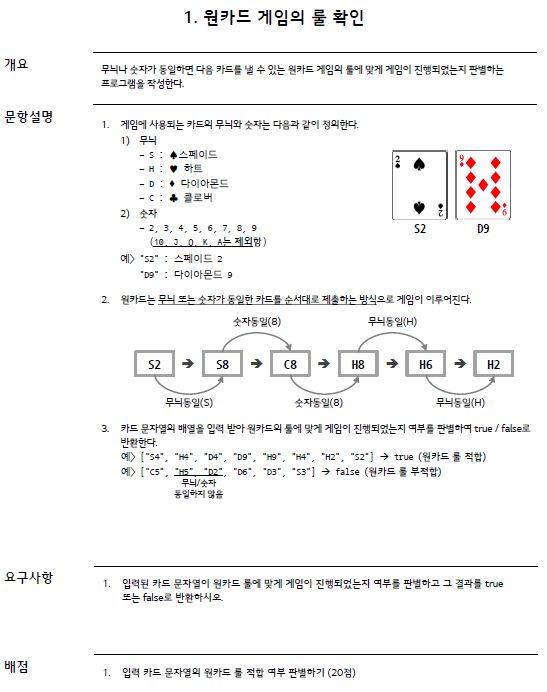 1. 원카드 게임의 룰 확인
개요
무늬나 숫자가 동일하면 다음 카드를 낼 수 있는 원카드 게임의 룰에 맞게 게임이 진행되었는지 판별하는
프로그램을 작성한다.
문항설명
1. 게임에 사용되는 카드의 무늬와 숫자는 다음과 같이 정의한다.
1) 무늬
– S : ♠스페이드
– H : ♥ 하트
– D : ♦ 다이아몬드
– C : ♣ 클로버
2) 숫자
– 2, 3, 4, 5, 6, 7, 8, 9
(10, J, Q, K, A는 제외함)
예> "S2" : 스페이드 2
"D9" : 다이아몬드 9
2 2
9 9
S2 D9
2. 원카드는 무늬 또는 숫자가 동일한 카드를 순서대로 제출하는 방식으로 게임이 이루어진다.
숫자동일(8) 무늬동일(H)
S2 → S8 → C8 → H8 → H6 → H2
무늬동일(S) 숫자동일(8) 무늬동일(H)
3. 카드 문자열의 배열을 입력 받아 원카드의 룰에 맞게 게임이 진행되었는지 여부를 판별하여 true / false로
반환한다.
예> ["S4", "H4", "D4", "D9", "H9", "H4", "H2", "S2"] → true (원카드 룰 적합)
예> ["C5", "H5", "D2", "D6", "D3", "S3"] → false (원카드 룰 부적합)
무늬/숫자
동일하지 않음
요구사항
1. 입력된 카드 문자열이 원카드 룰에 맞게 게임이 진행되었는지 여부를 판별하고 그 결과를 true
또는 false로 반환하시오.
배점
1. 입력 카드 문자열의 원카드 룰 적합 여부 판별하기 (20점)